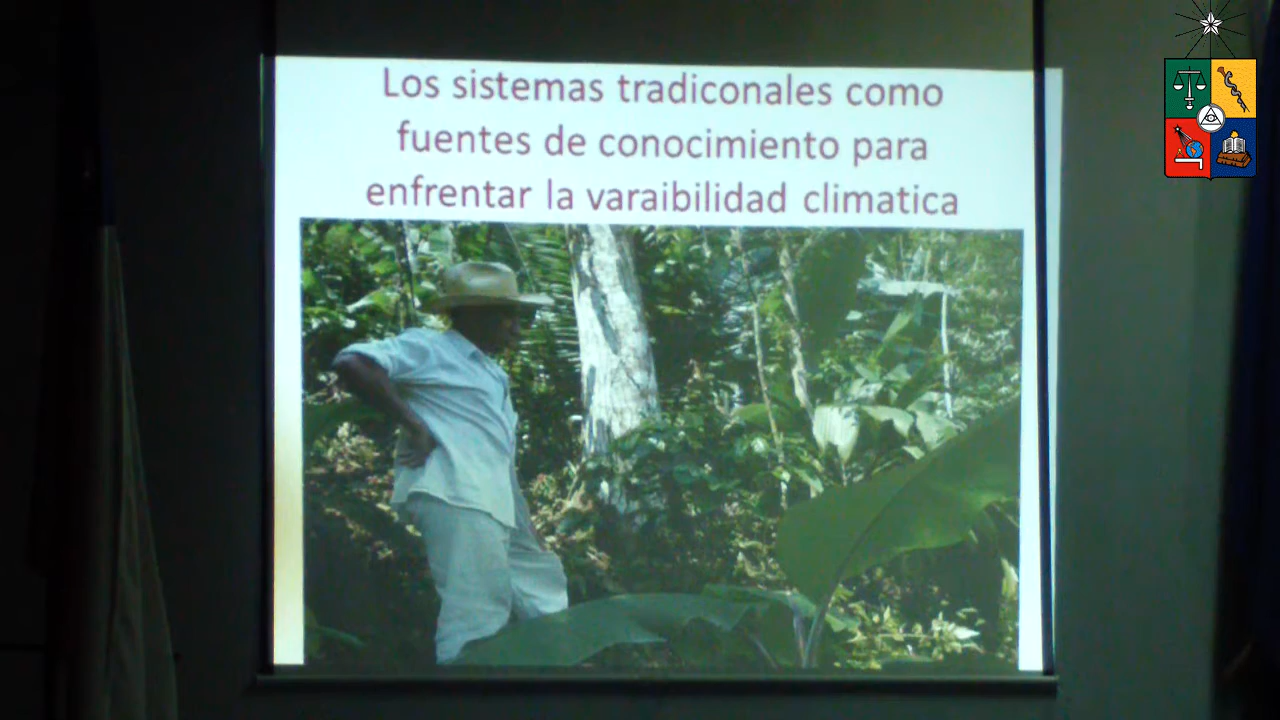 Los sistemas tradiconales como
fuentes de conocimiento para
enfrentar la varaibilidad climatica